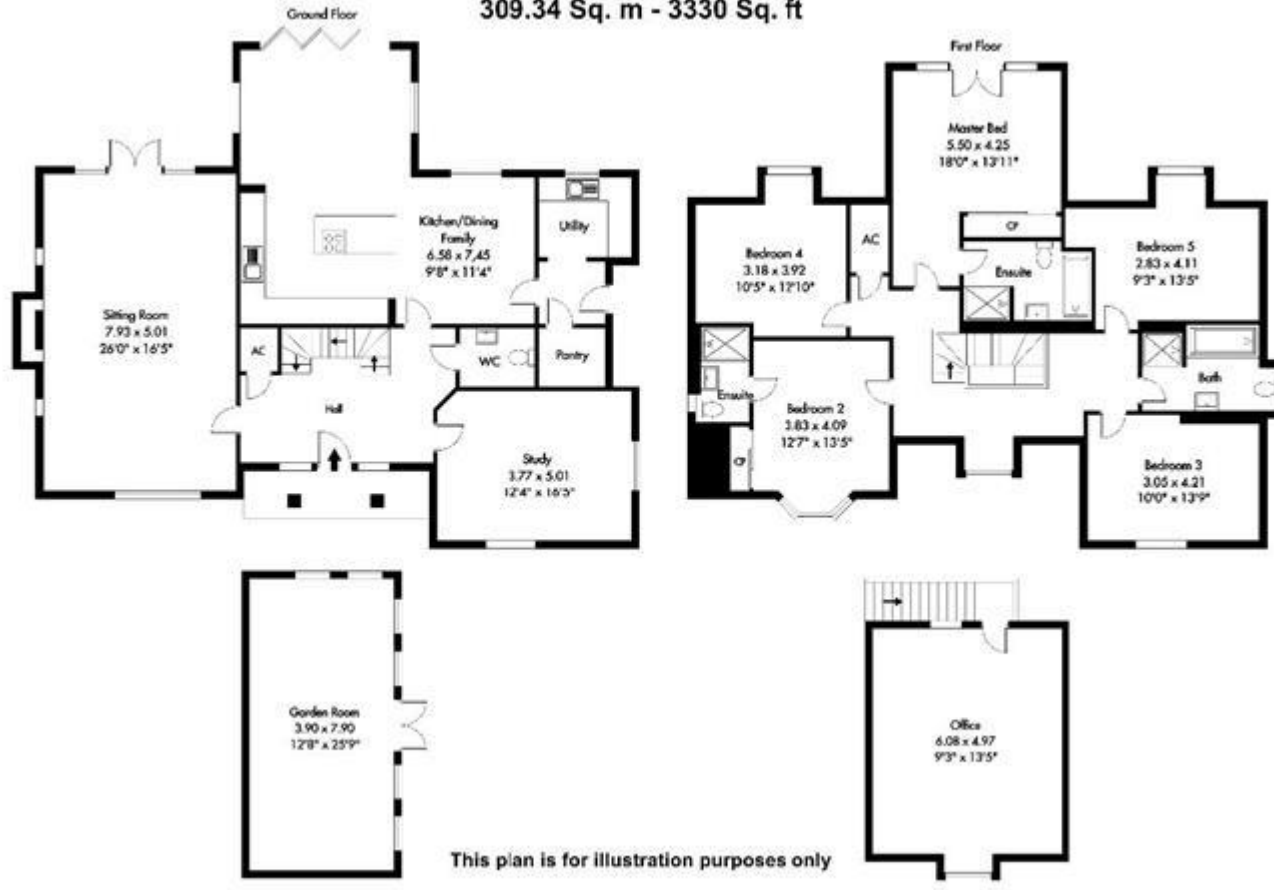 309.34 Sq. m - 3330 Sq. ft
Ground Floor
Kitchen/Dining
Family
6.58 x 7,45
9'8" x 11'4"
Utility
Sitting Room
7.93 x 5.01
26'0" x 16'5"
AC
WC
Pantry
Hall
Study
3.77 x 5.01
12'4" x 16'5"
First Floor
Master Bed
5.50 x 4.25
18'0" x 13'11"
CP
AC
Bedroom 4
3.18 x 3.92
10'5" x 12'10"
Ensuite
Bedroom 5
2.83 x 4.11
9'3" x 13'5"
Ensuite
Bedroom 2
3.83 x 4.09
12'7" x 13'5"
CP
Bath
Bedroom 3
3.05 x 4.21
10'0" x 13'9"
Garden Room
3.90 x 7.90
12'8" x 25'9"
Office
6.08 x 4.97
9'3" x 13'5"
This plan is for illustration purposes only